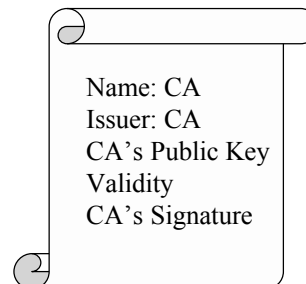 Name: CA
Issuer: CA
CA's Public Key
Validity
CA's Signature